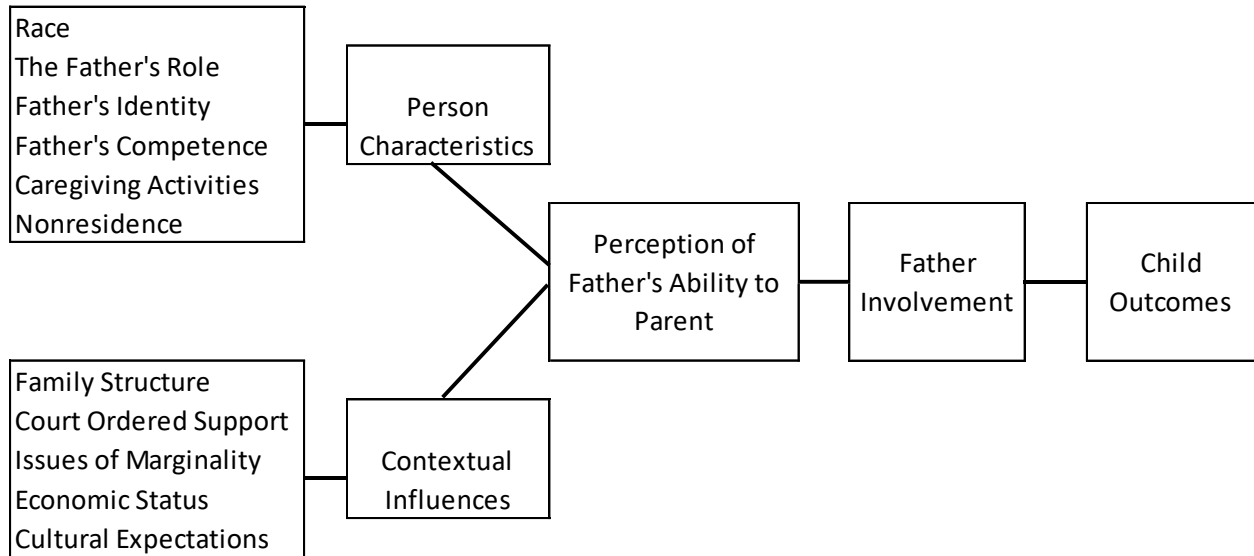 Race
The Father's Role
Father's Identity
Father's Competence
Caregiving Activities
Nonresidence
Person
Characteristics
Perception of
Father's Ability to
Parent
Father
Involvement
Child
Outcomes
Family Structure
Court Ordered Support
Issues of Marginality
Economic Status
Cultural Expectations
Contextual
Influences